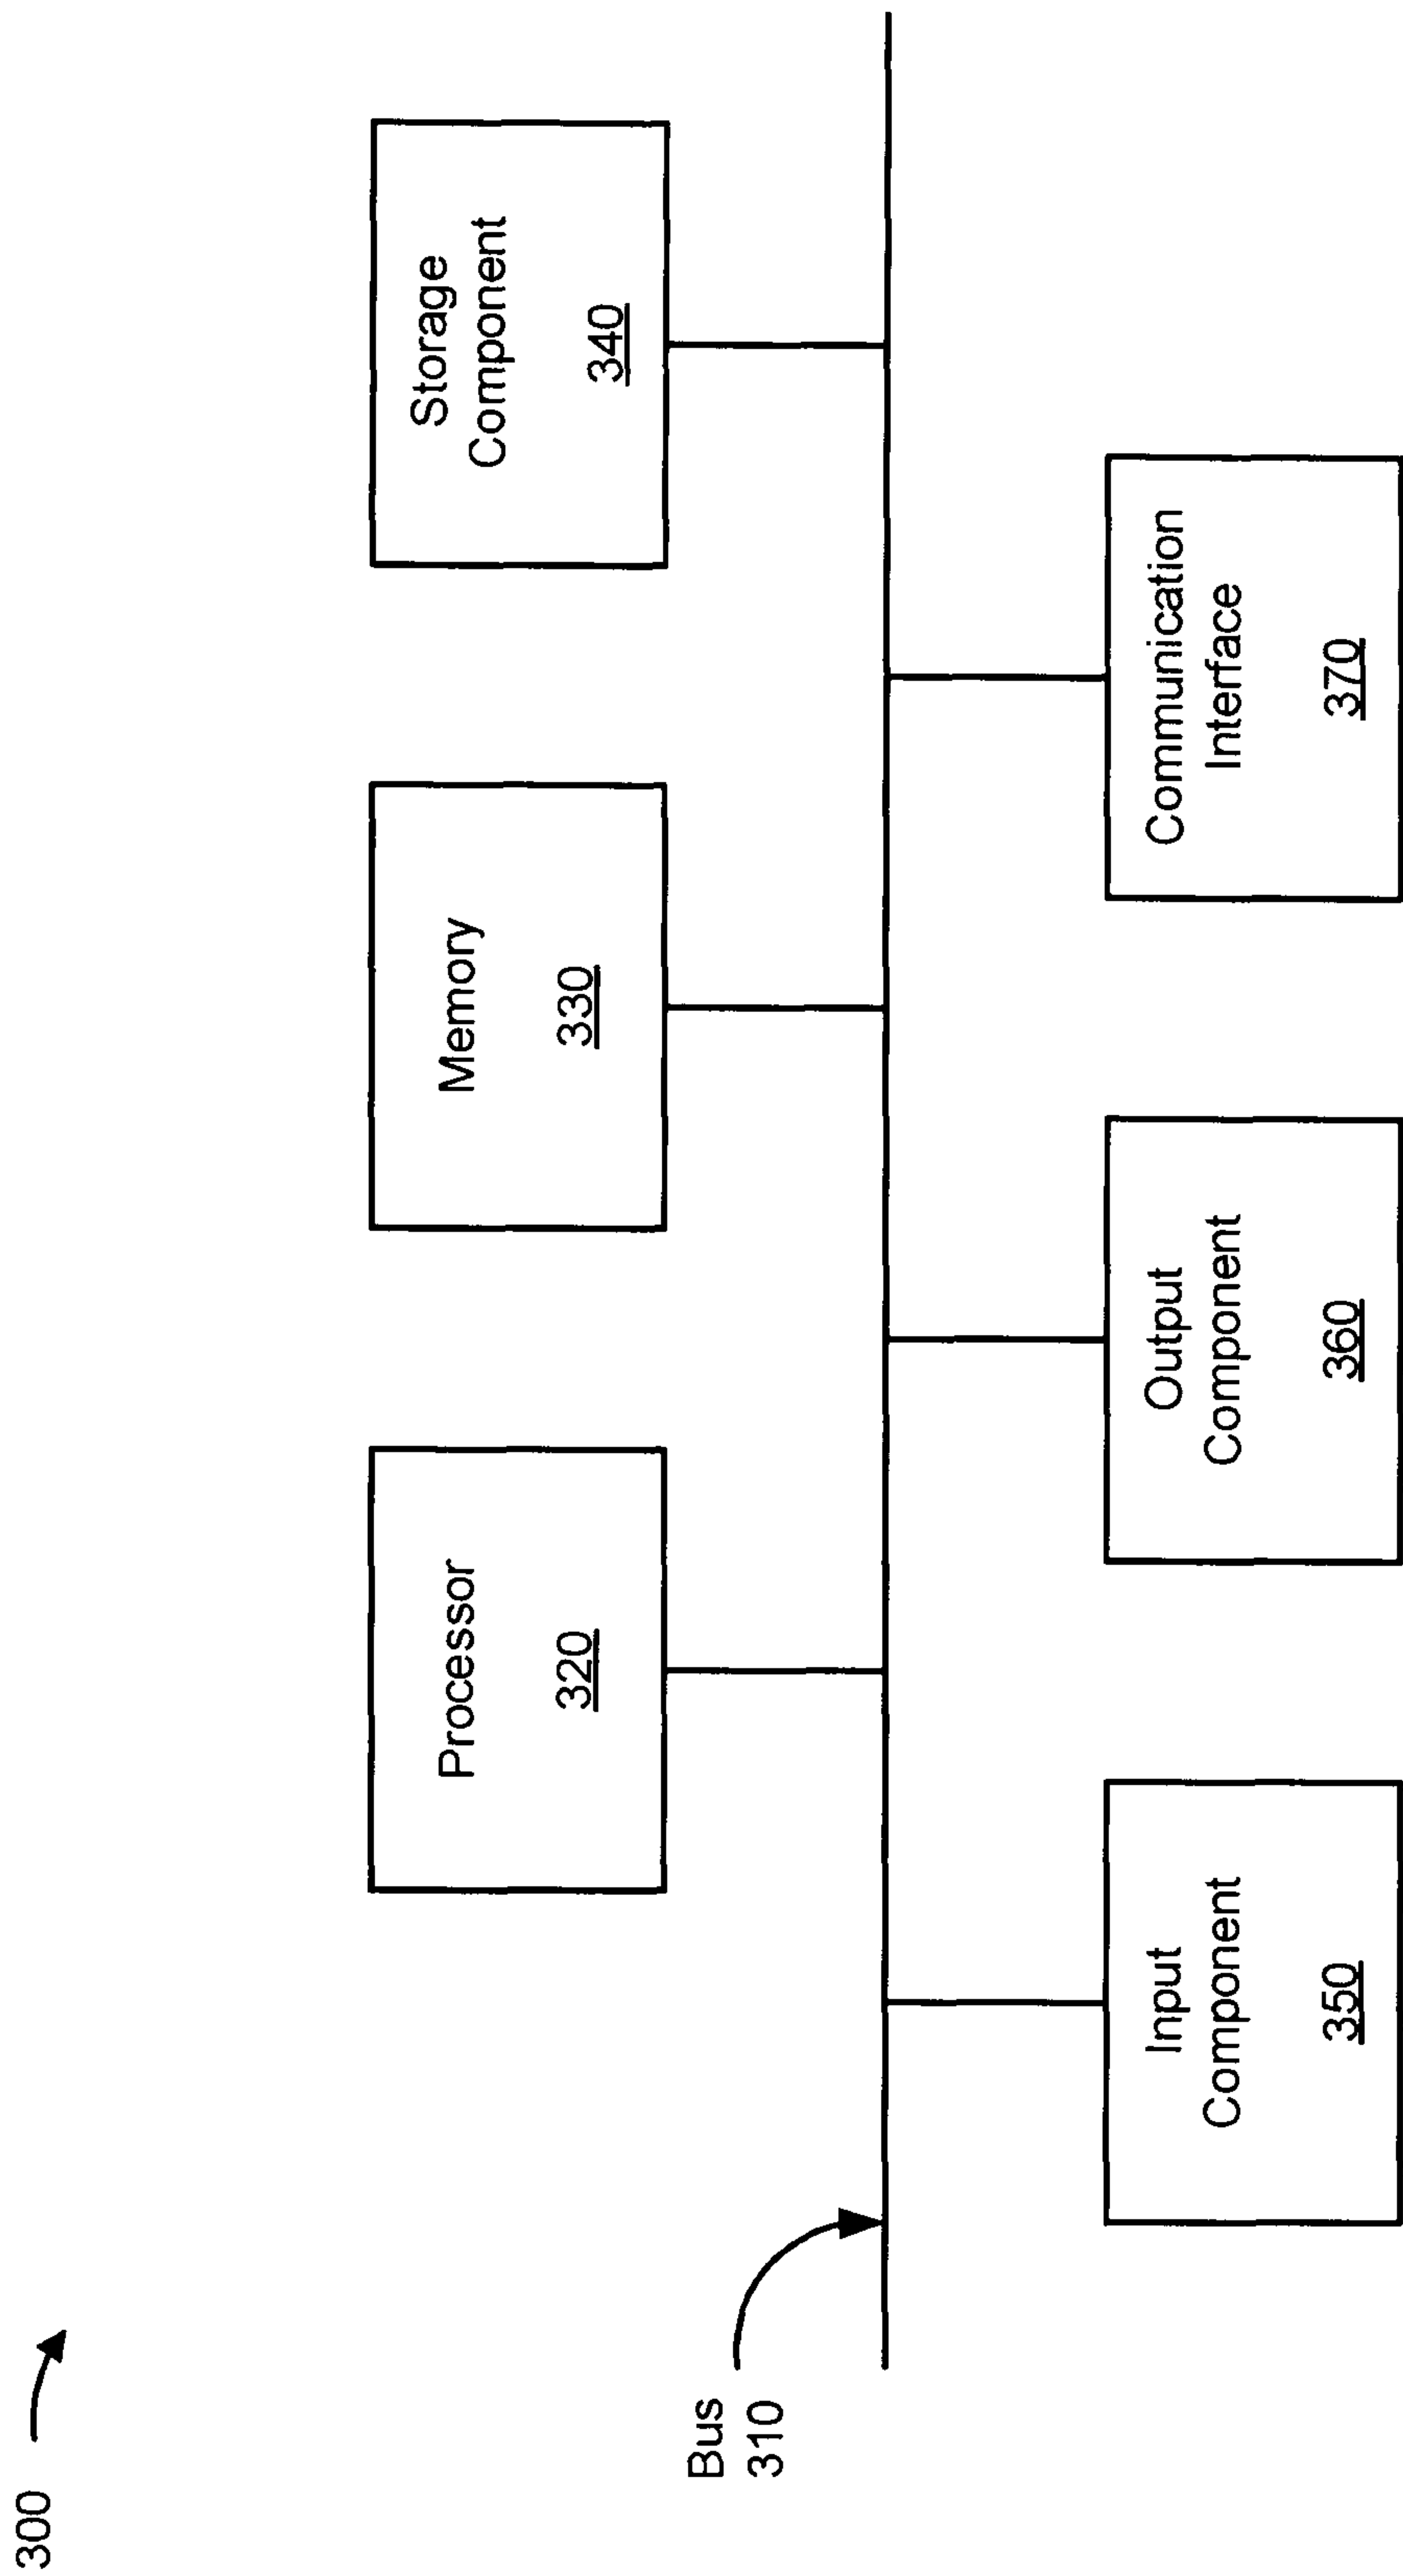 300
Bus
310
Processor
320
Memory
330
Storage
Component
340
Input
Component
350
Output
Component
360
Communication
Interface
370